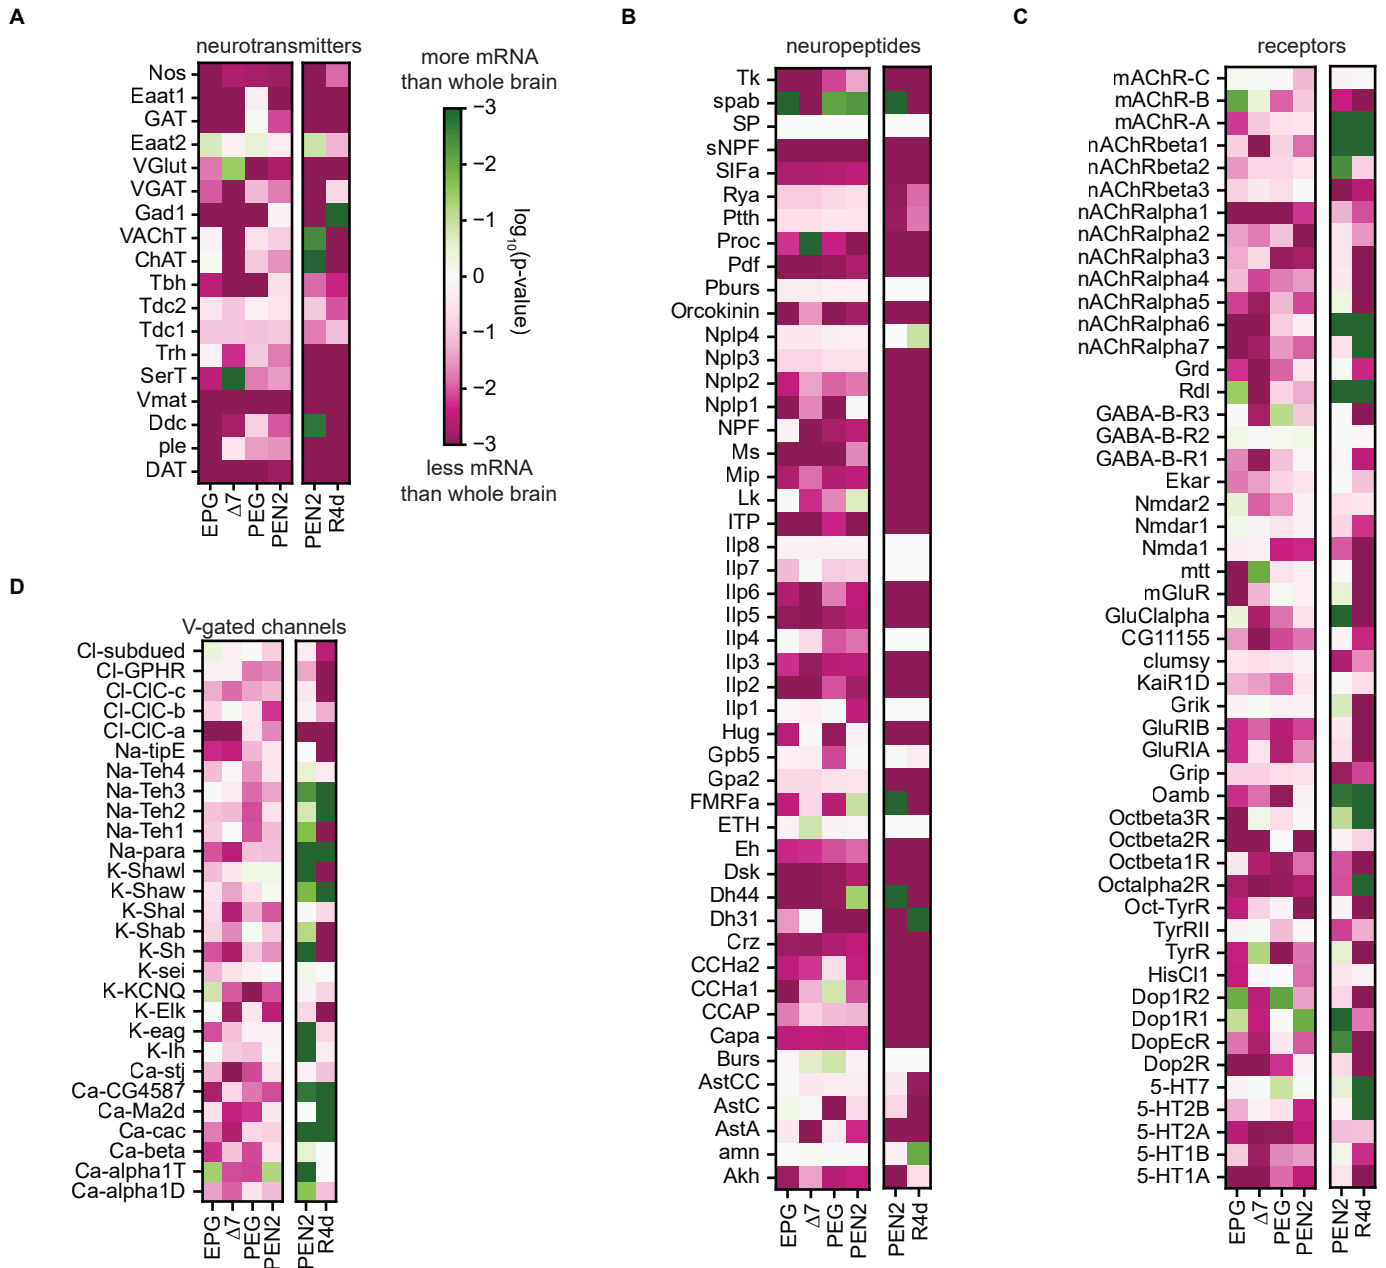 A
neurotransmitters
Nos
Eaat1
GAT
Eaat2
VGlut
VGAT
Gad1
VAChT
ChAT
Tbh
Tdc2
Tdc1
Trh
SerT
Vmat
Ddc
ple
DAT
EPG
Δ7
PEG
PEN2
PEN2
R4d
more mRNA
than whole brain
−3
−2
−1
0
−1
−2
−3
log10(p-value)
less mRNA
than whole brain
B
neuropeptides
Tk
spab
SP
sNPF
SIFa
Rya
Ptth
Proc
Pdf
Pburs
Orcokinin
Nplp4
Nplp3
Nplp2
Nplp1
NPF
Ms
Mip
Lk
ITP
Ilp8
Ilp7
Ilp6
Ilp5
Ilp4
Ilp3
Ilp2
Ilp1
Hug
Gpb5
Gpa2
FMRFa
ETH
Eh
Dsk
Dh44
Dh31
Crz
CCHa2
CCHa1
CCAP
Capa
Burs
AstCC
AstC
AstA
amn
Akh
EPG
Δ7
PEG
PEN2
PEN2
R4d
C
receptors
mAChR-C
mAChR-B
mAChR-A
nAChRbeta1
nAChRbeta2
nAChRbeta3
nAChRalpha1
nAChRalpha2
nAChRalpha3
nAChRalpha4
nAChRalpha5
nAChRalpha6
nAChRalpha7
Grd
Rdl
GABA-B-R3
GABA-B-R2
GABA-B-R1
Ekar
Nmdar2
Nmdar1
Nmda1
mtt
mGluR
GluClalpha
CG11155
clumsy
KaiR1D
Grik
GluRIB
GluRIA
Grip
Oamb
Octbeta3R
Octbeta2R
Octbeta1R
Octalpha2R
Oct-TyrR
TyrRII
TyrR
HisCl1
Dop1R2
Dop1R1
DopEcR
Dop2R
5-HT7
5-HT2B
5-HT2A
5-HT1B
5-HT1A
EPG
Δ7
PEG
PEN2
PEN2
R4d
D
V-gated channels
Cl-subdued
Cl-GPHR
Cl-ClC-c
Cl-ClC-b
Cl-ClC-a
Na-tipE
Na-Teh4
Na-Teh3
Na-Teh2
Na-Teh1
Na-para
K-Shawl
K-Shaw
K-Shal
K-Shab
K-Sh
K-sei
K-KCNQ
K-Elk
K-eag
K-Ih
Ca-stj
Ca-CG4587
Ca-Ma2d
Ca-cac
Ca-beta
Ca-alpha1T
Ca-alpha1D
EPG
Δ7
PEG
PEN2
PEN2
R4d